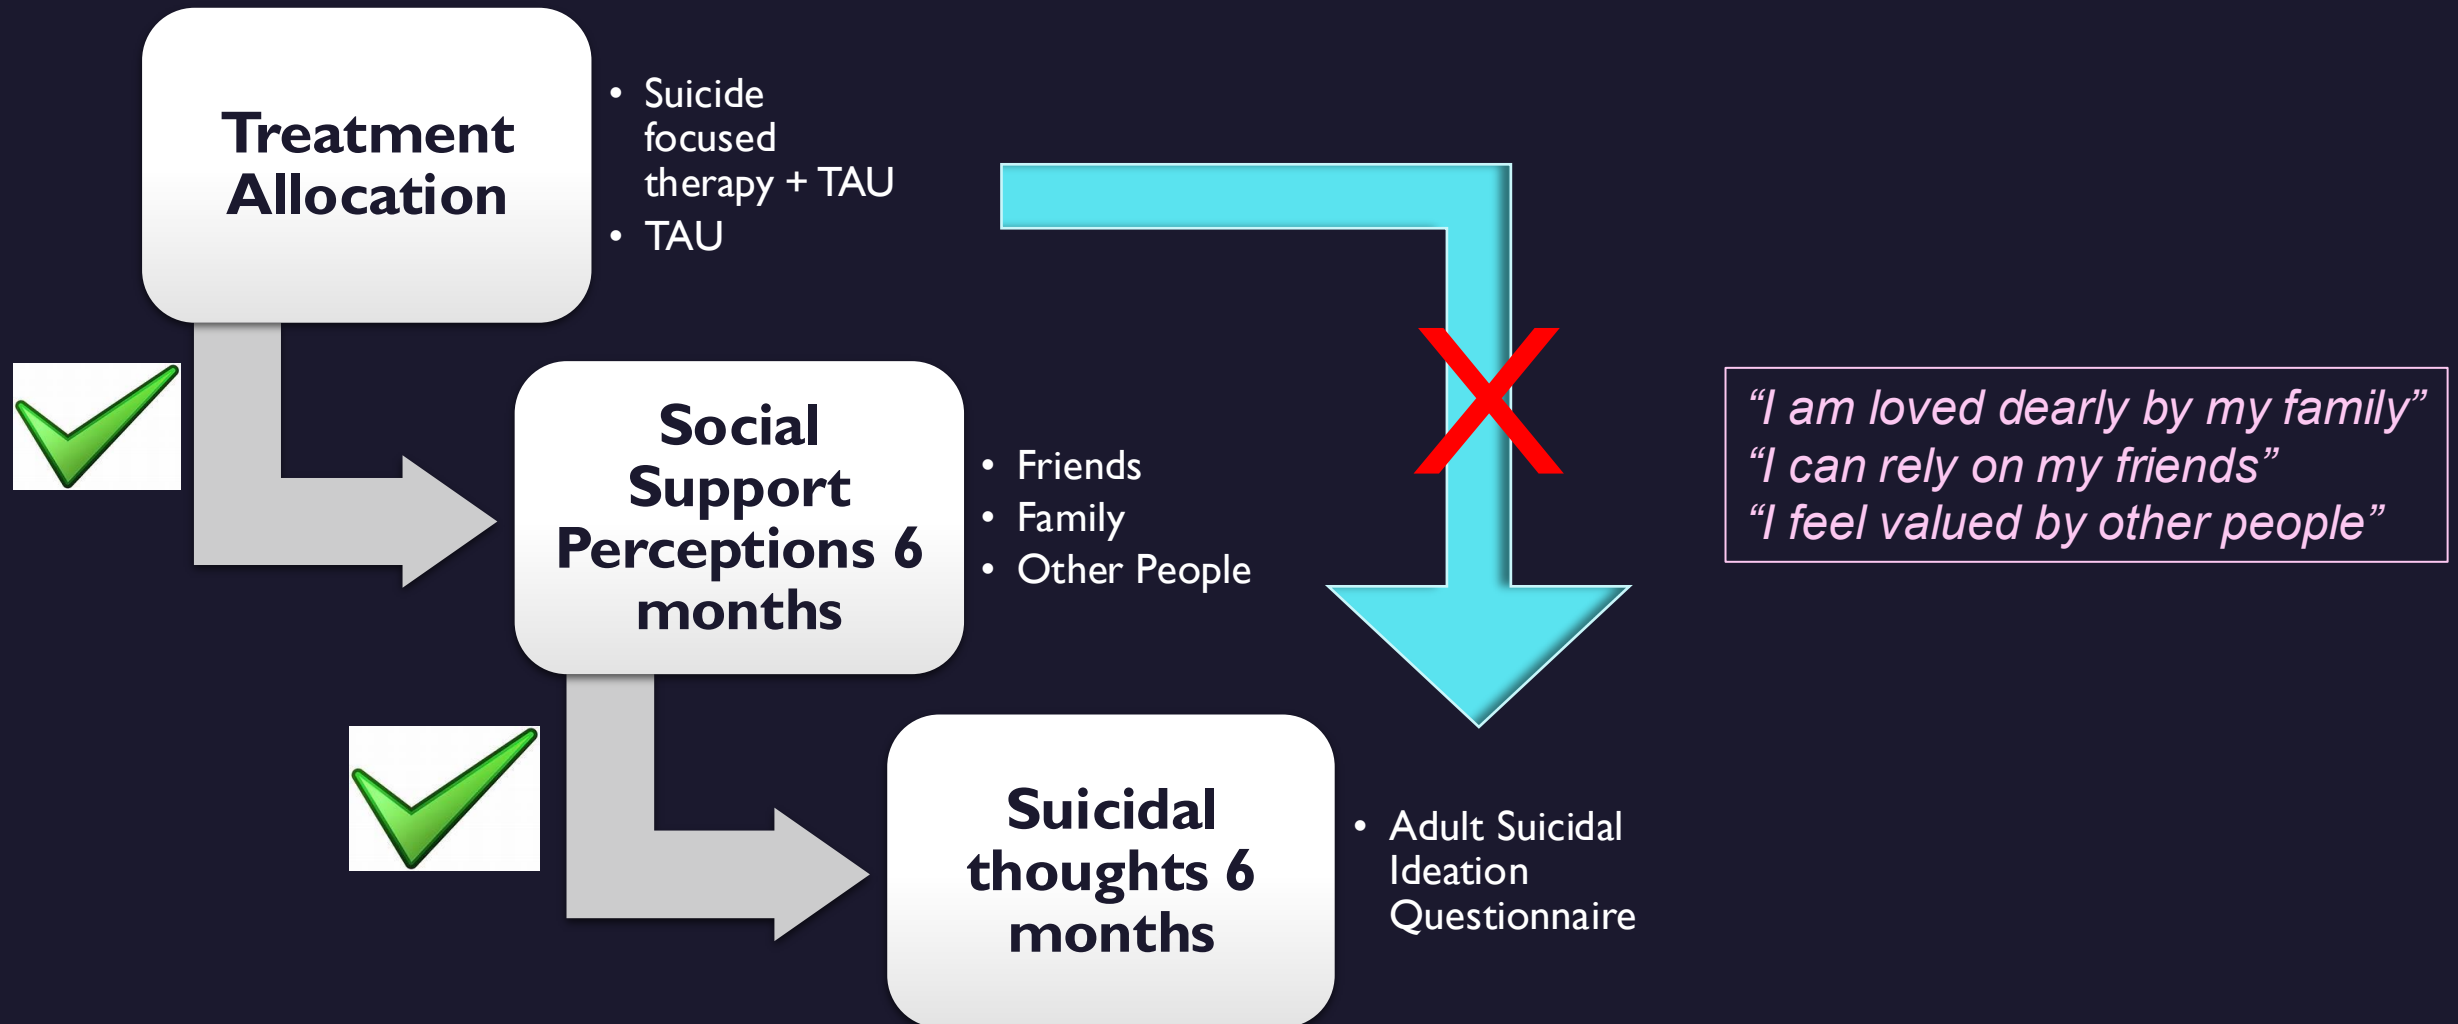 Treatment
Allocation
• Suicide
focused
therapy + TAU
• TAU
Social
Support
Perceptions 6
months
• Friends
• Family
• Other People
X
“I am loved dearly by my family”
“I can rely on my friends”
“I feel valued by other people”
Suicidal
thoughts 6
months
• Adult Suicidal
Ideation
Questionnaire